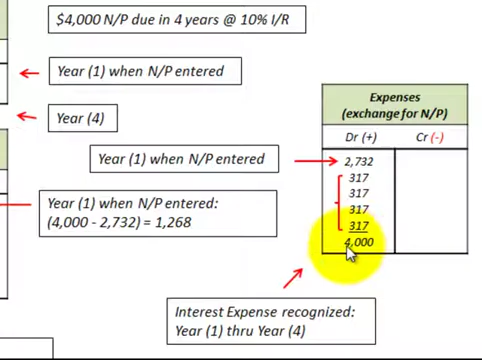 $4,000 N/P due in 4 years @ 10% I/R
Year (1) when N/P entered
Year (4)
Year (1) when N/P entered
Year (1) when N/P entered:
(4,000 - 2,732) = 1,268
Interest Expense recognized:
Year (1) thru Year (4)
Expenses
(exchange for N/P)
Dr (+) Cr (-)
2,732
317
317
317
317
4,000